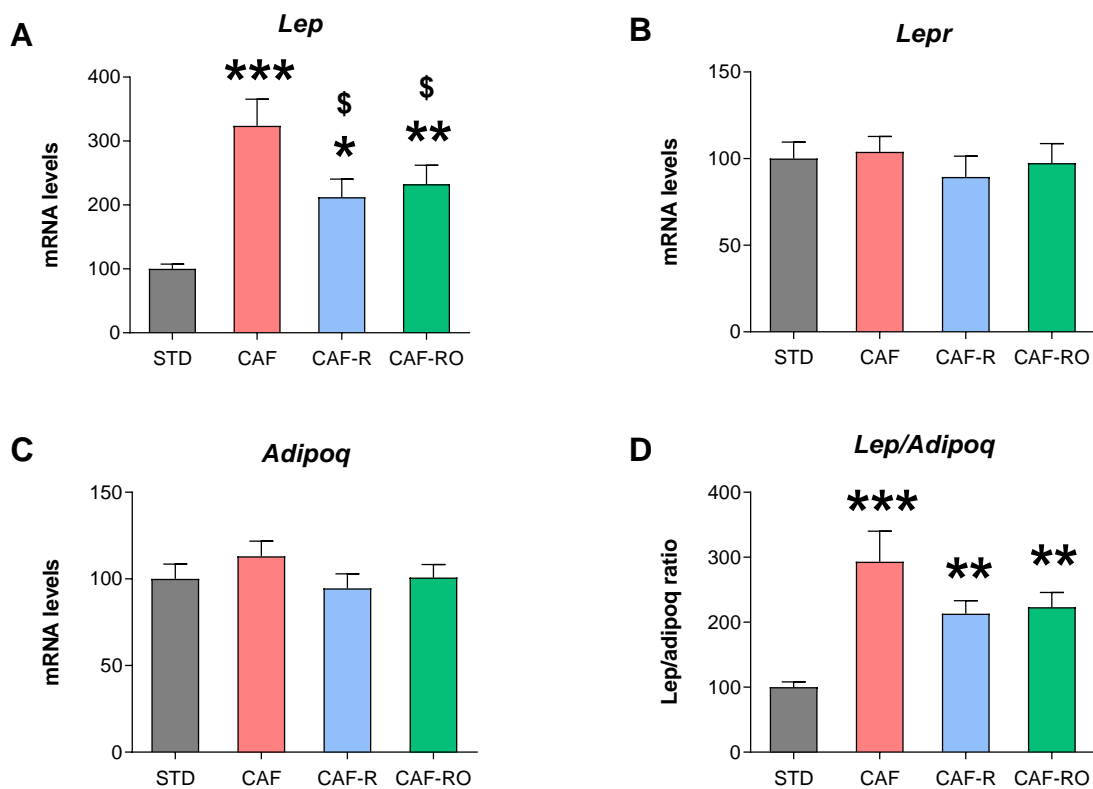 A
Lep
mRNA levels
400
300
200
100
0
***
$
*
$
**
STD CAF CAF-R CAF-RO
B
Lepr
mRNA levels
150
100
50
0
STD CAF CAF-R CAF-RO
C
Adipoq
mRNA levels
150
100
50
0
STD CAF CAF-R CAF-RO
D
Lep/Adipoq
Lep/adipoq ratio
400
300
200
100
0
***
**
**
STD CAF CAF-R CAF-RO